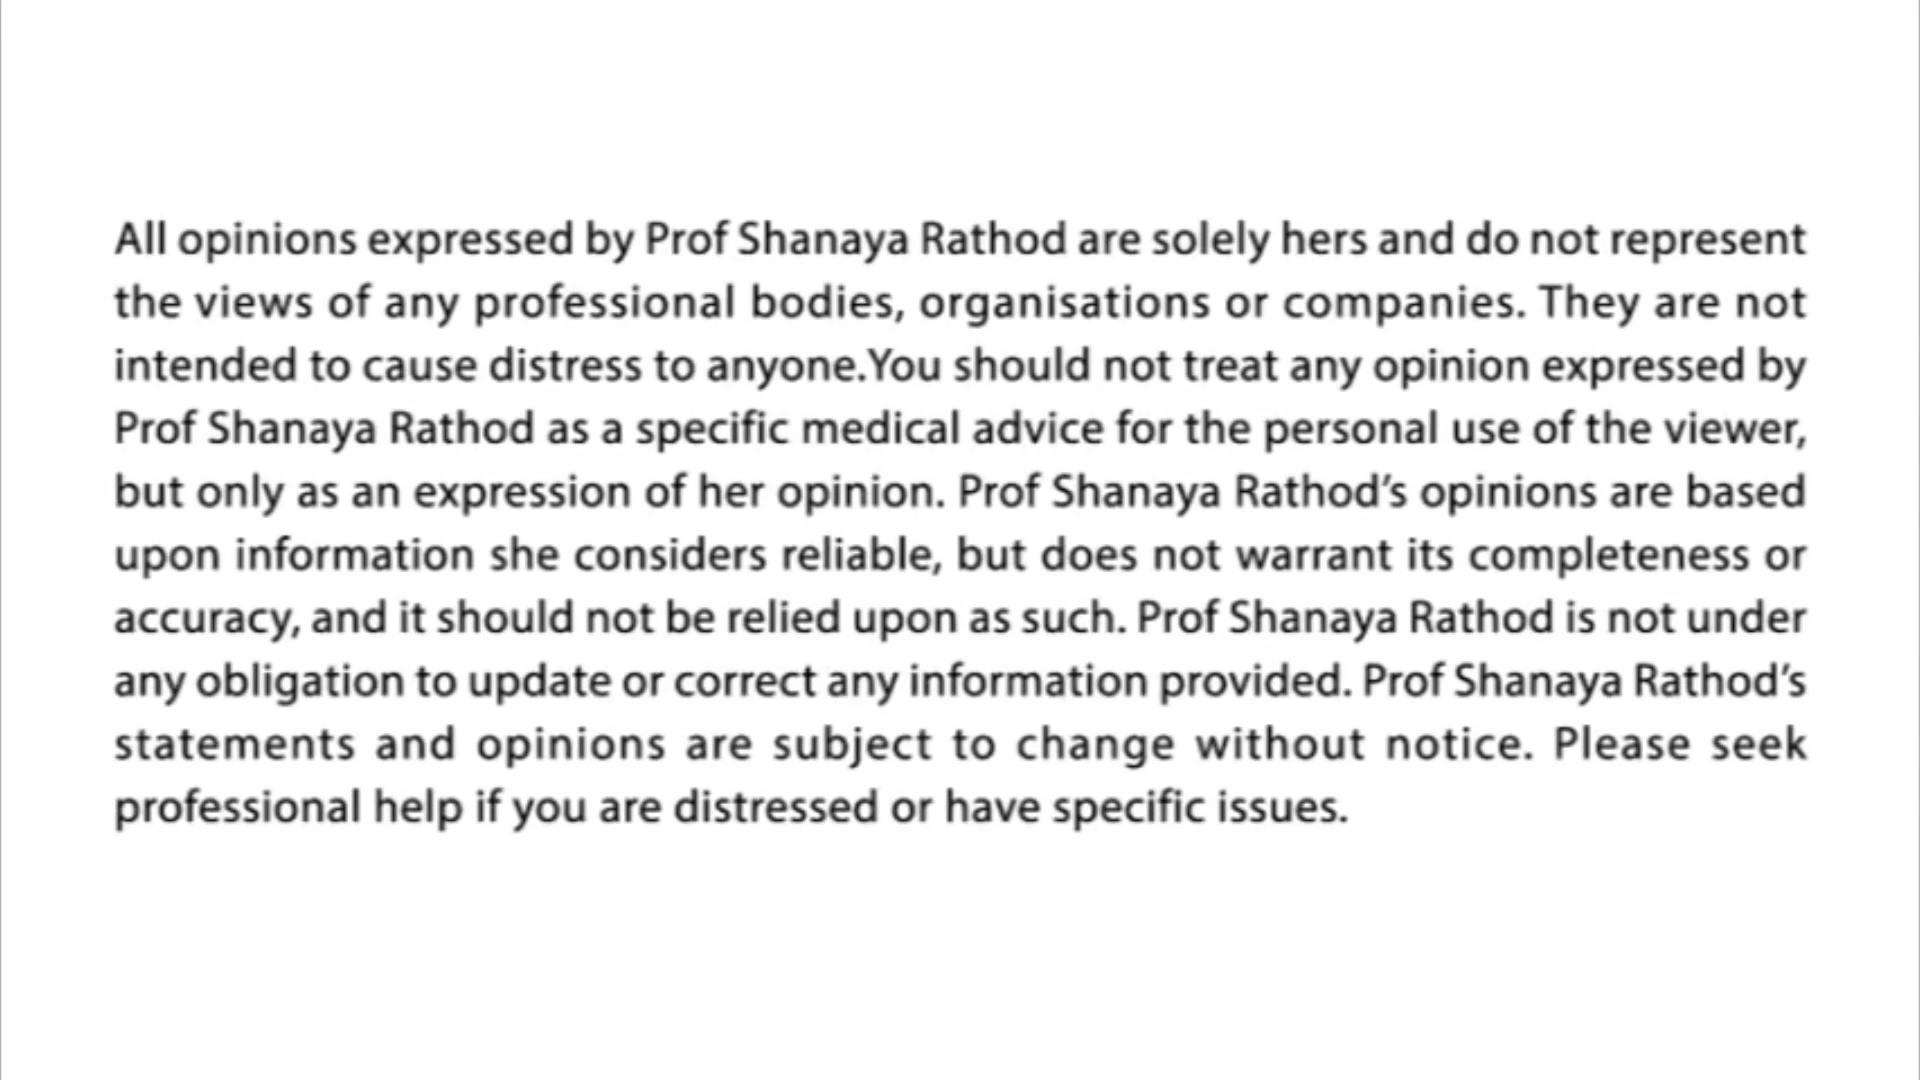 All opinions expressed by Prof Shanaya Rathod are solely hers and do not represent
the views of any professional bodies, organisations or companies. They are not
intended to cause distress to anyone.You should not treat any opinion expressed by
Prof Shanaya Rathod as a specific medical advice for the personal use of the viewer,
but only as an expression of her opinion. Prof Shanaya Rathod’s opinions are based
upon information she considers reliable, but does not warrant its completeness or
accuracy, and it should not be relied upon as such. Prof Shanaya Rathod is not under
any obligation to update or correct any information provided. Prof Shanaya Rathod’s
statements and opinions are subject to change without notice. Please seek
professional help if you are distressed or have specific issues.